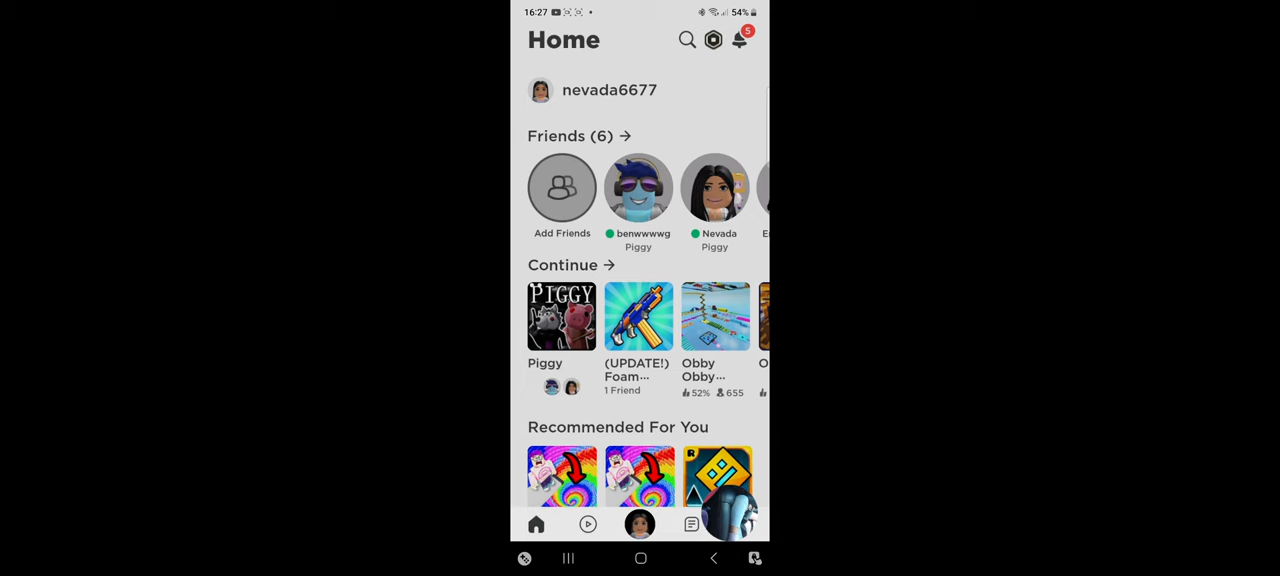 16:27
54%
Home
5
nevada6677
Friends (6) →
Add Friends
benwwwwg
Piggy
Nevada
Piggy
Continue →
PIGGY
Piggy
(UPDATE!)
Foam...
1 Friend
Obby
Obby...
52% 655
Recommended For You
R